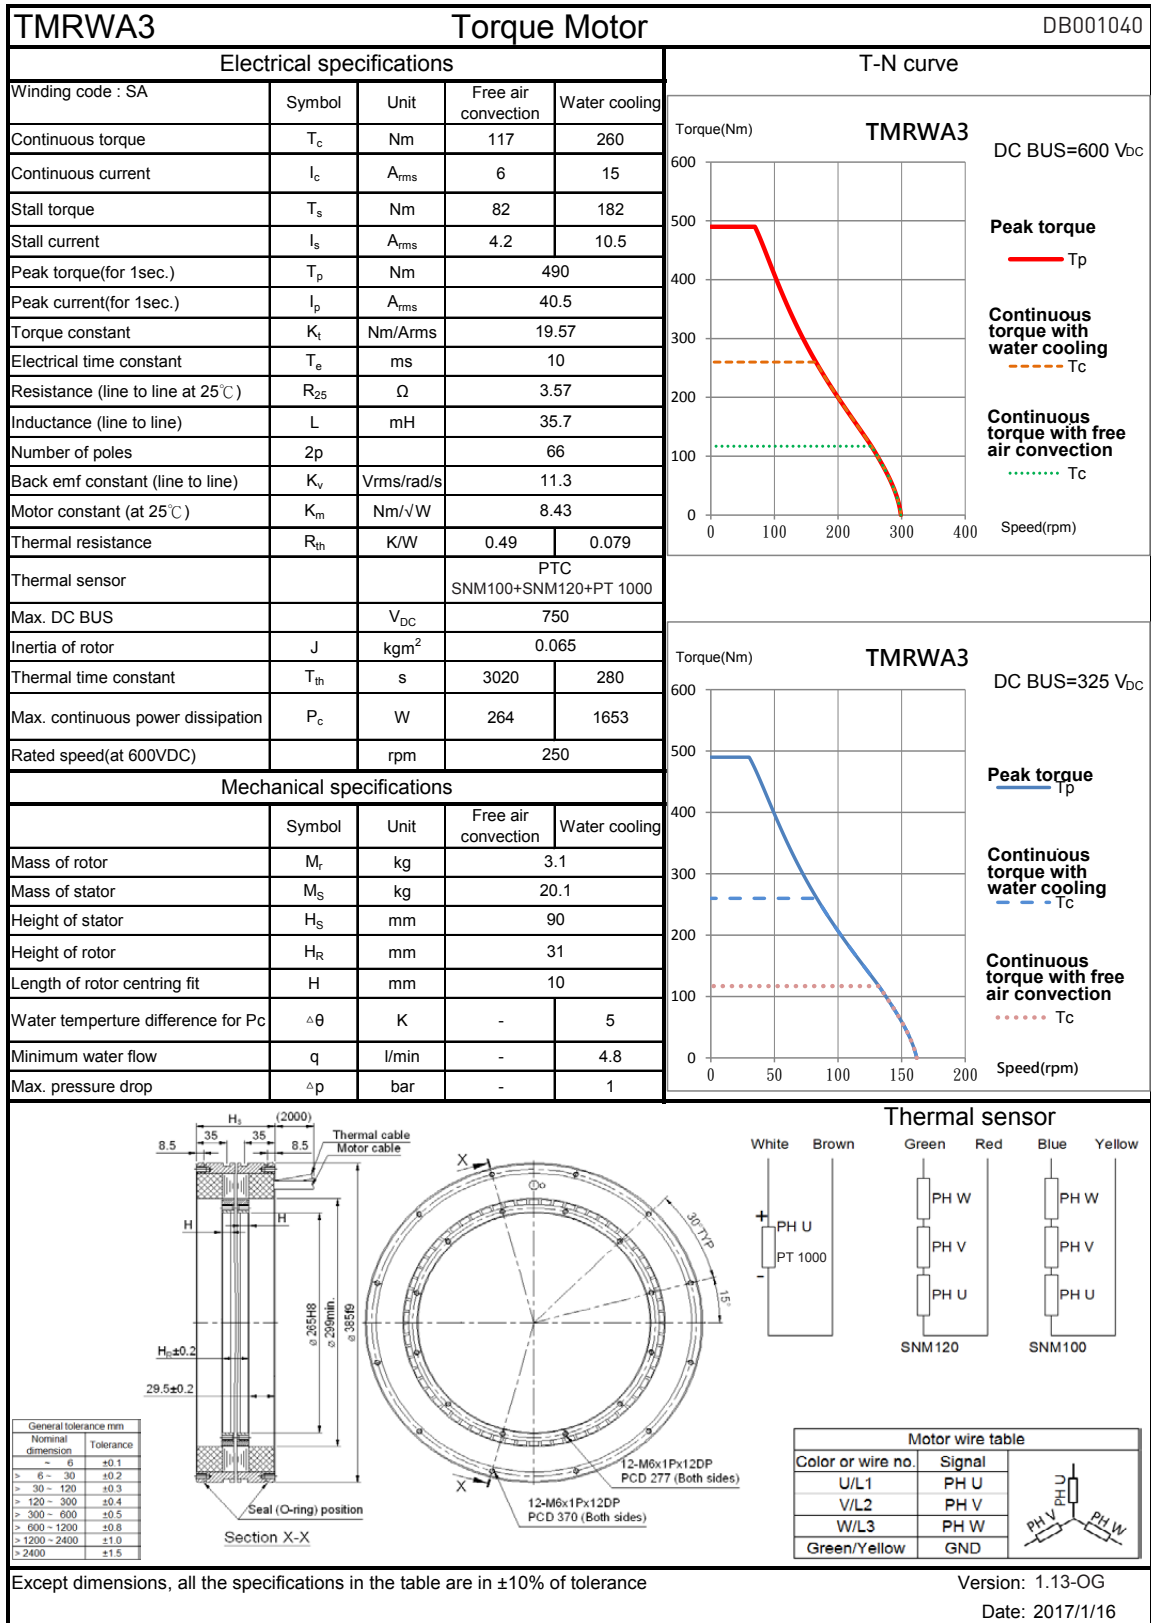 TMRWA3 Torque Motor DB001040
Electrical specifications
Winding code : SA Symbol Unit Free air convection Water cooling
Continuous torque Tc Nm 117 260
Continuous current Ic Arms 6 15
Stall torque Ts Nm 82 182
Stall current Is Arms 4.2 10.5
Peak torque(for 1sec.) Tp Nm 490
Peak current(for 1sec.) Ip Arms 40.5
Torque constant Kt Nm/Arms 19.57
Electrical time constant Te ms 10
Resistance (line to line at 25℃) R25 Ω 3.57
Inductance (line to line) L mH 35.7
Number of poles 2p 66
Back emf constant (line to line) Kv Vrms/rad/s 11.3
Motor constant (at 25℃) Km Nm/√W 8.43
Thermal resistance Rth K/W 0.49 0.079
Thermal sensor PTC
SNM100+SNM120+PT 1000
Max. DC BUS VDC 750
Inertia of rotor J kgm² 0.065
Thermal time constant Tth s 3020 280
Max. continuous power dissipation Pc W 264 1653
Rated speed(at 600VDC) rpm 250
Mechanical specifications
Symbol Unit Free air convection Water cooling
Mass of rotor Mr kg 3.1
Mass of stator MS kg 20.1
Height of stator HS mm 90
Height of rotor HR mm 31
Length of rotor centring fit H mm 10
Water temperture difference for Pc △θ K - 5
Minimum water flow q l/min - 4.8
Max. pressure drop △p bar - 1
T-N curve
Torque(Nm) TMRWA3
DC BUS=600 VDC
600
500
400
300
200
100
0
0 100 200 300 400 Speed(rpm)
Peak torque
Tp
Continuous
torque with
water cooling
Tc
Continuous
torque with free
air convection
Tc
Torque(Nm) TMRWA3
DC BUS=325 VDC
600
500
400
300
200
100
0
0 50 100 150 200 Speed(rpm)
Peak torque
Tp
Continuous
torque with
water cooling
Tc
Continuous
torque with free
air convection
Tc
Hs (2000)
8.5 35 35 8.5
Thermal cable
Motor cable
H H
⌀265H8
⌀299min.
⌀385f9
HR±0.2
29.5±0.2
Seal (O-ring) position
Section X-X
X
X
30°TYP
15°
12-M6x1Px12DP
PCD 277 (Both sides)
12-M6x1Px12DP
PCD 370 (Both sides)
General tolerance mm
Nominal dimension Tolerance
~ 6 ±0.1
> 6 ~ 30 ±0.2
> 30 ~ 120 ±0.3
> 120 ~ 300 ±0.4
> 300 ~ 600 ±0.5
> 600 ~ 1200 ±0.8
> 1200 ~ 2400 ±1.0
> 2400 ±1.5
Thermal sensor
White Brown Green Red Blue Yellow
+ PH U
PT 1000
-
PH W
PH V
PH U
SNM120
PH W
PH V
PH U
SNM100
Motor wire table
Color or wire no. Signal
U/L1 PH U
V/L2 PH V
W/L3 PH W
Green/Yellow GND
PH U
PH V
PH W
Except dimensions, all the specifications in the table are in ±10% of tolerance
Version: 1.13-OG
Date: 2017/1/16